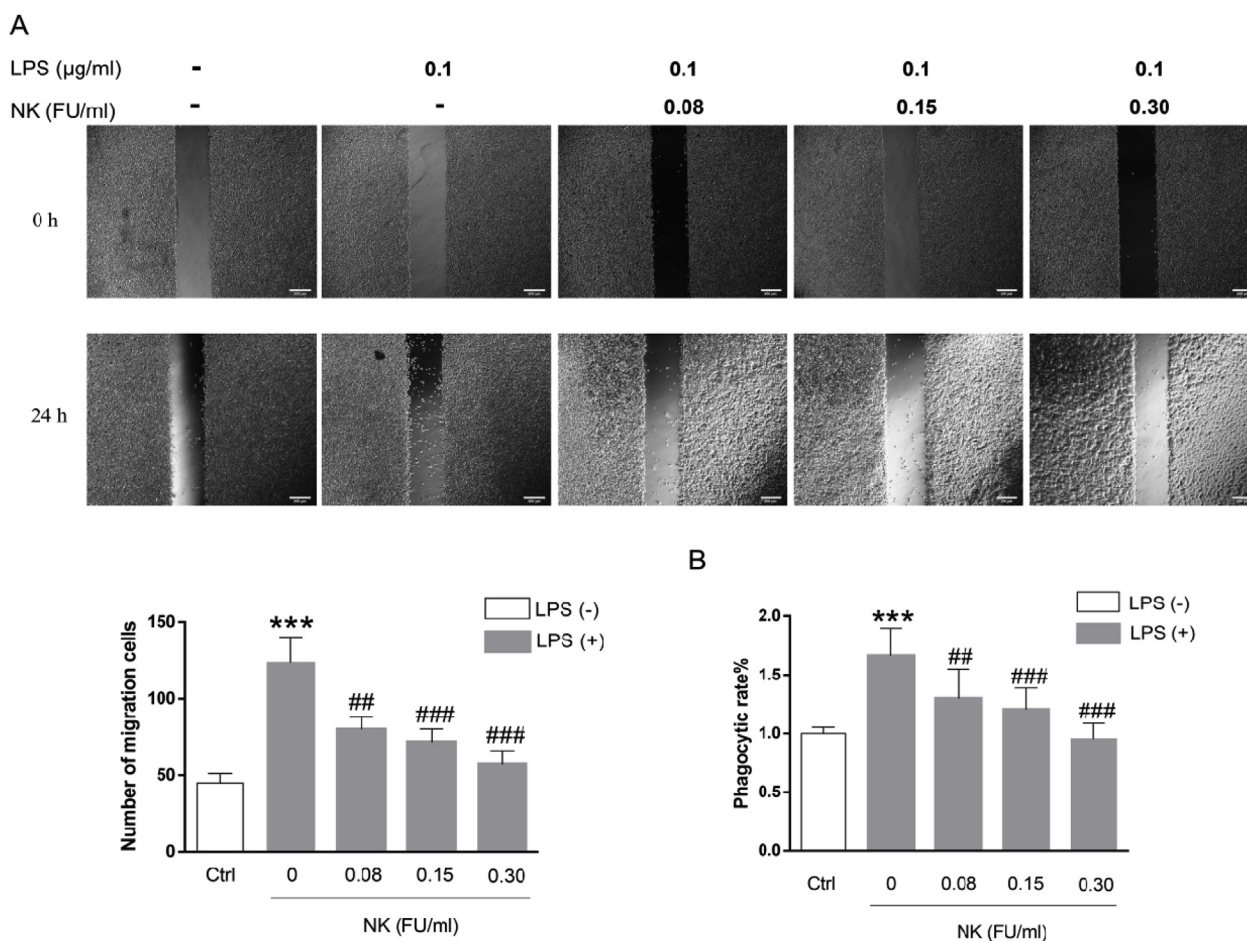 A
LPS (µg/ml) - 0.1 0.1 0.1 0.1
NK (FU/ml) - - 0.08 0.15 0.30
0 h
24 h
B
LPS (-)
LPS (+)
Number of migration cells
150
100
50
0
***
##
###
###
Ctrl 0 0.08 0.15 0.30
NK (FU/ml)
LPS (-)
LPS (+)
Phagocytic rate%
2.0
1.5
1.0
0.5
0.0
***
##
###
###
Ctrl 0 0.08 0.15 0.30
NK (FU/ml)